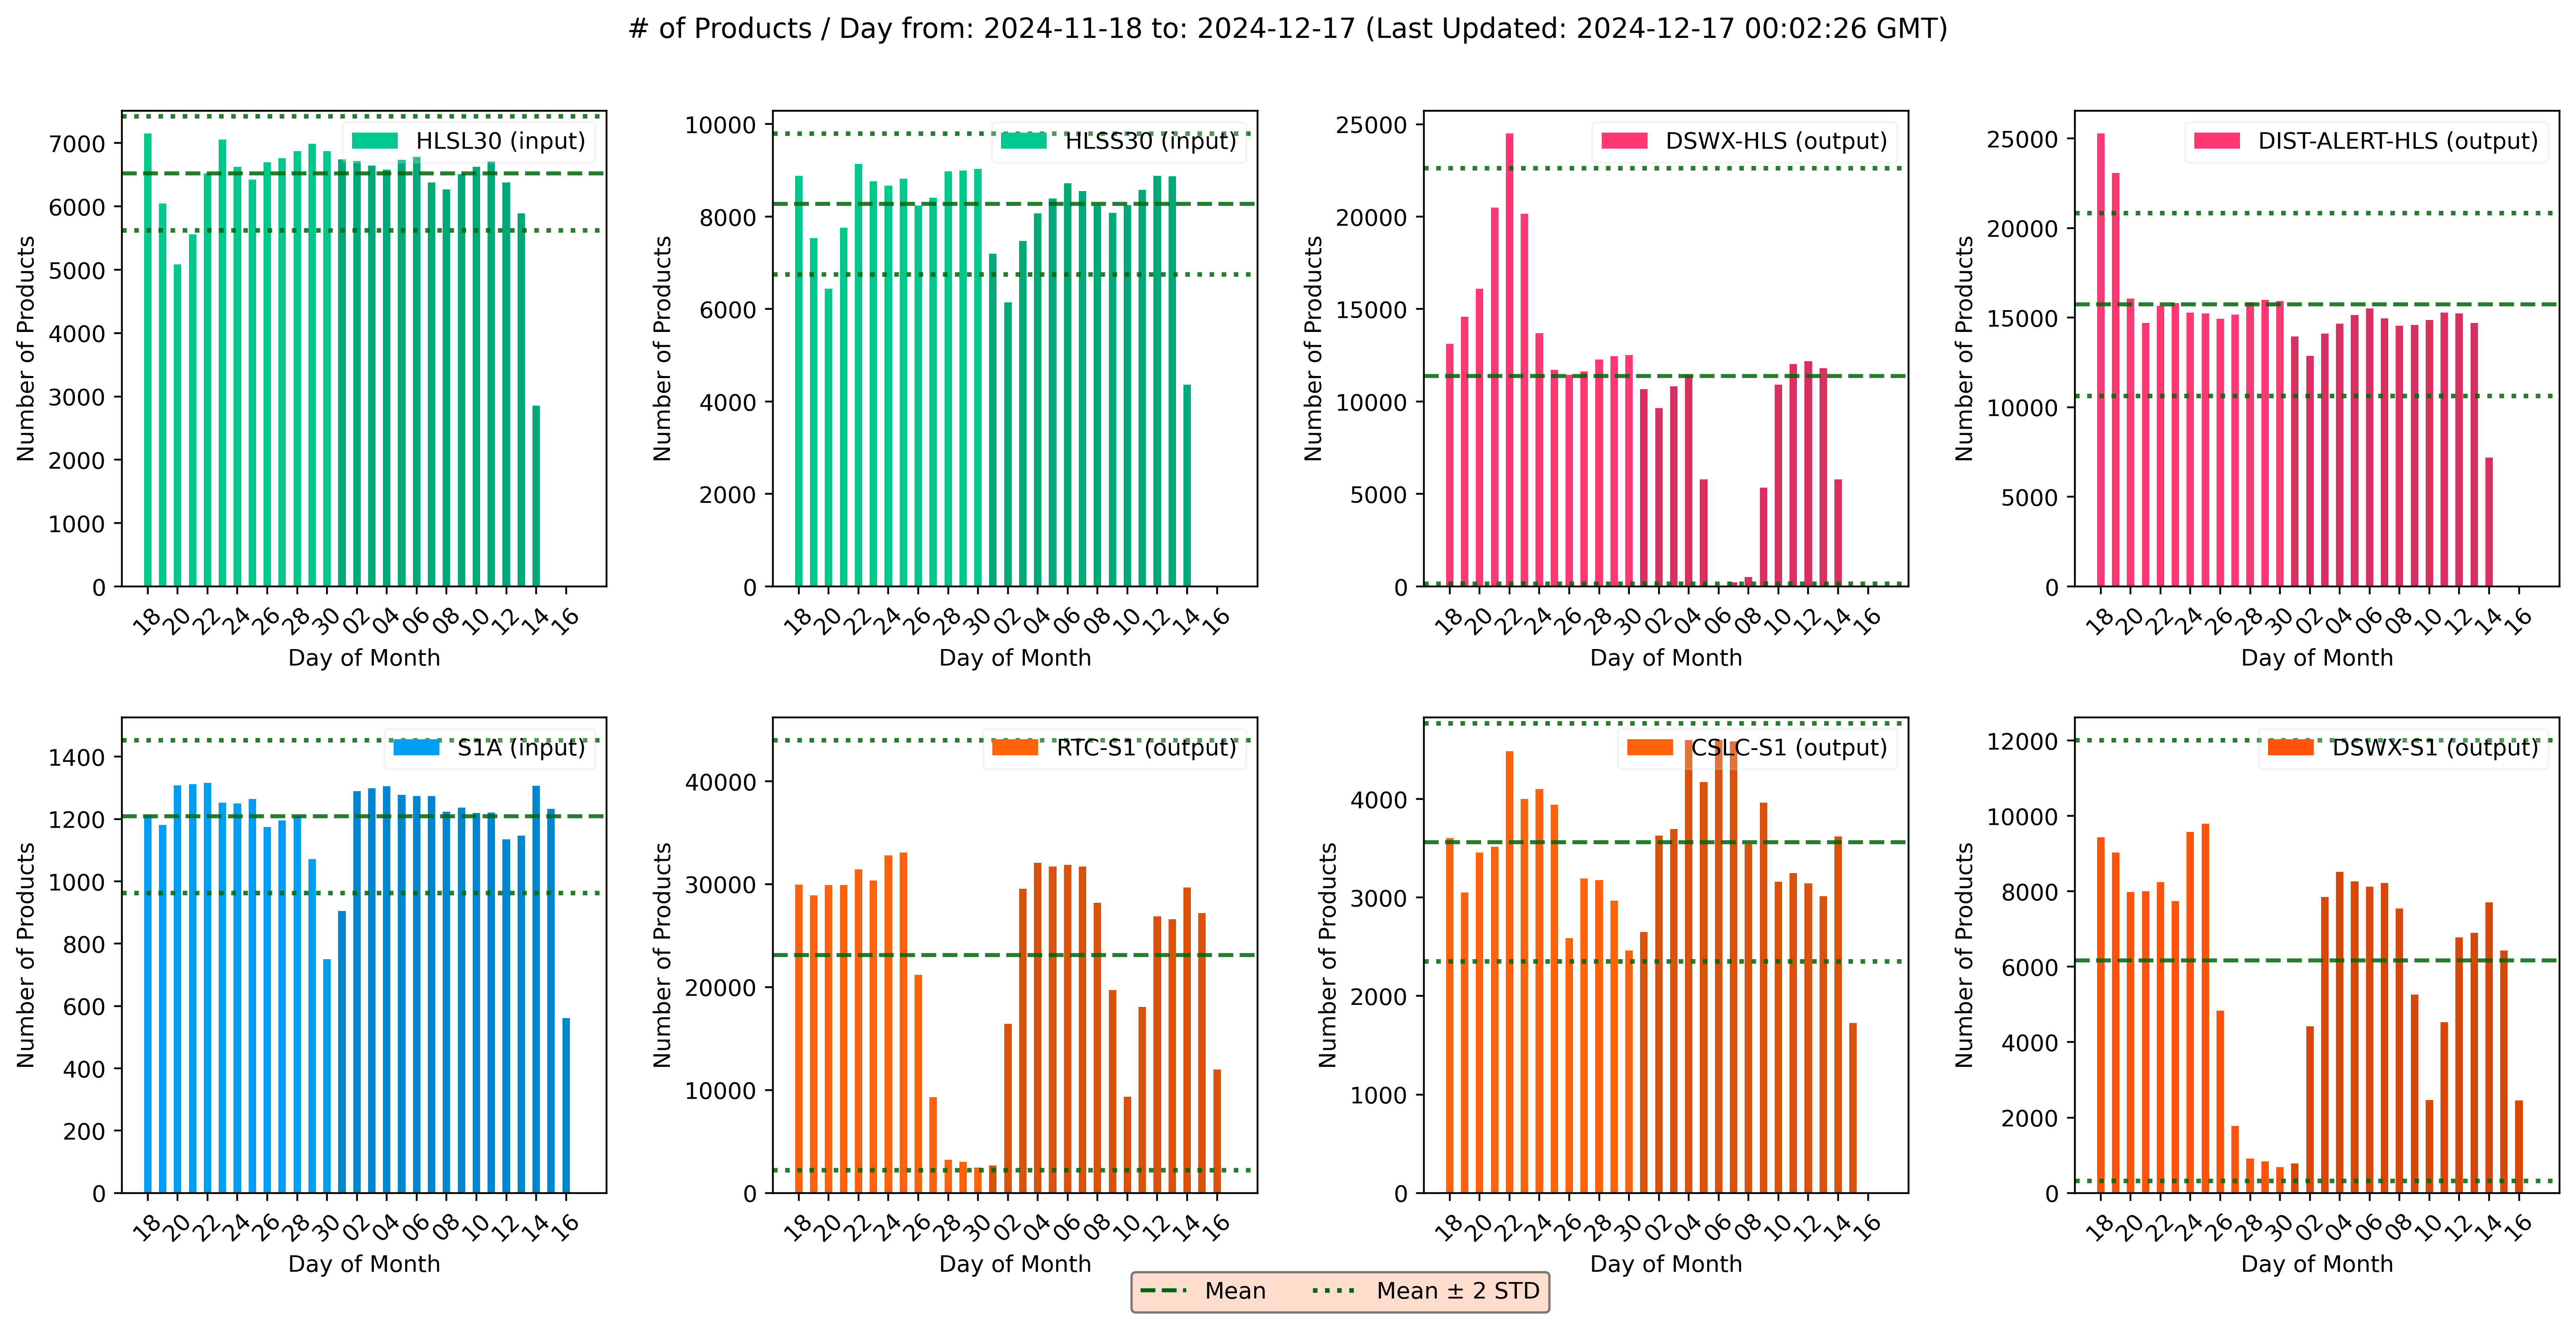 # of Products / Day from: 2024-11-18 to: 2024-12-17 (Last Updated: 2024-12-17 00:02:26 GMT)
HLSL30 (input)
Number of Products
7000
6000
5000
4000
3000
2000
1000
0
18 20 22 24 26 28 30 02 04 06 08 10 12 14 16
Day of Month
HLSS30 (input)
Number of Products
10000
8000
6000
4000
2000
0
18 20 22 24 26 28 30 02 04 06 08 10 12 14 16
Day of Month
DSWX-HLS (output)
Number of Products
25000
20000
15000
10000
5000
0
18 20 22 24 26 28 30 02 04 06 08 10 12 14 16
Day of Month
DIST-ALERT-HLS (output)
Number of Products
25000
20000
15000
10000
5000
0
18 20 22 24 26 28 30 02 04 06 08 10 12 14 16
Day of Month
S1A (input)
Number of Products
1400
1200
1000
800
600
400
200
0
18 20 22 24 26 28 30 02 04 06 08 10 12 14 16
Day of Month
RTC-S1 (output)
Number of Products
40000
30000
20000
10000
0
18 20 22 24 26 28 30 02 04 06 08 10 12 14 16
Day of Month
CSLC-S1 (output)
Number of Products
4000
3000
2000
1000
0
18 20 22 24 26 28 30 02 04 06 08 10 12 14 16
Day of Month
DSWX-S1 (output)
Number of Products
12000
10000
8000
6000
4000
2000
0
18 20 22 24 26 28 30 02 04 06 08 10 12 14 16
Day of Month
Mean
Mean ± 2 STD